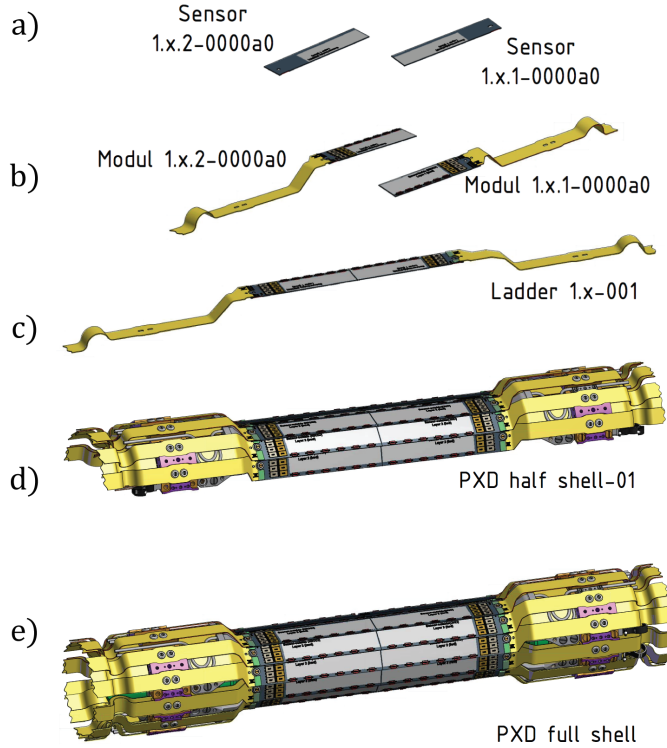 a)
Sensor
1.x.2-0000a0
Sensor
1.x.1-0000a0
b)
Modul 1.x.2-0000a0
Modul 1.x.1-0000a0
c)
Ladder 1.x-001
d)
PXD half shell-01
e)
PXD full shell